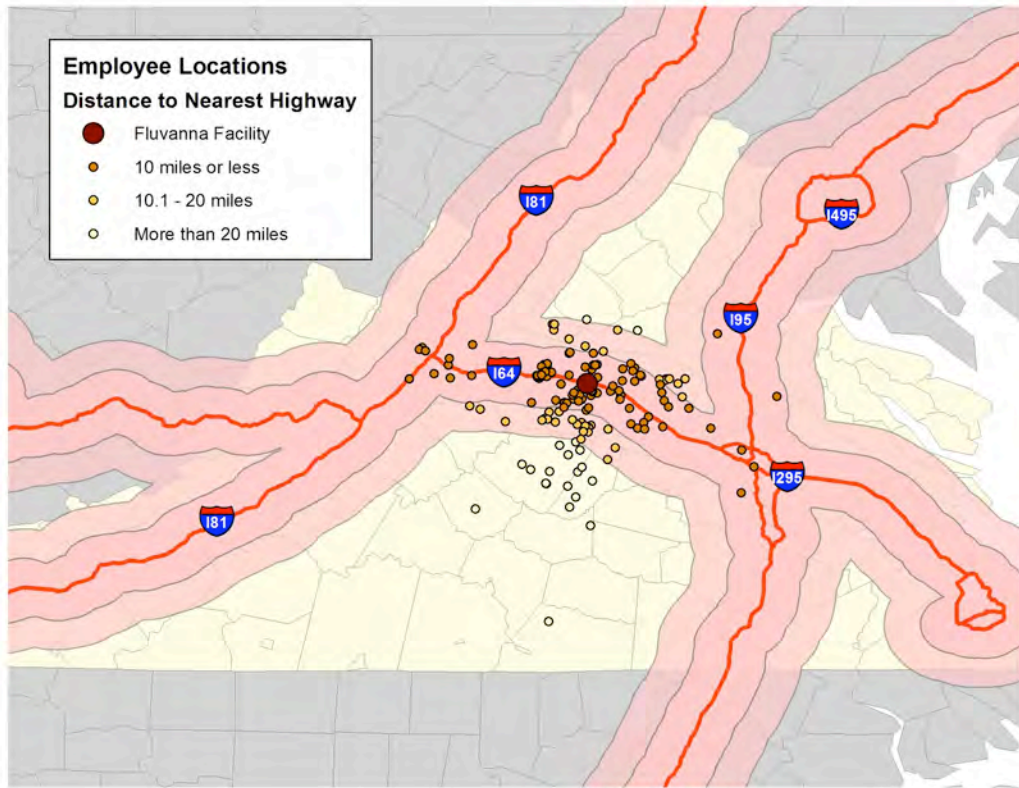 Employee Locations
Distance to Nearest Highway
Fluvanna Facility
10 miles or less
10.1 - 20 miles
More than 20 miles
I81
I495
I95
I64
I295
I81